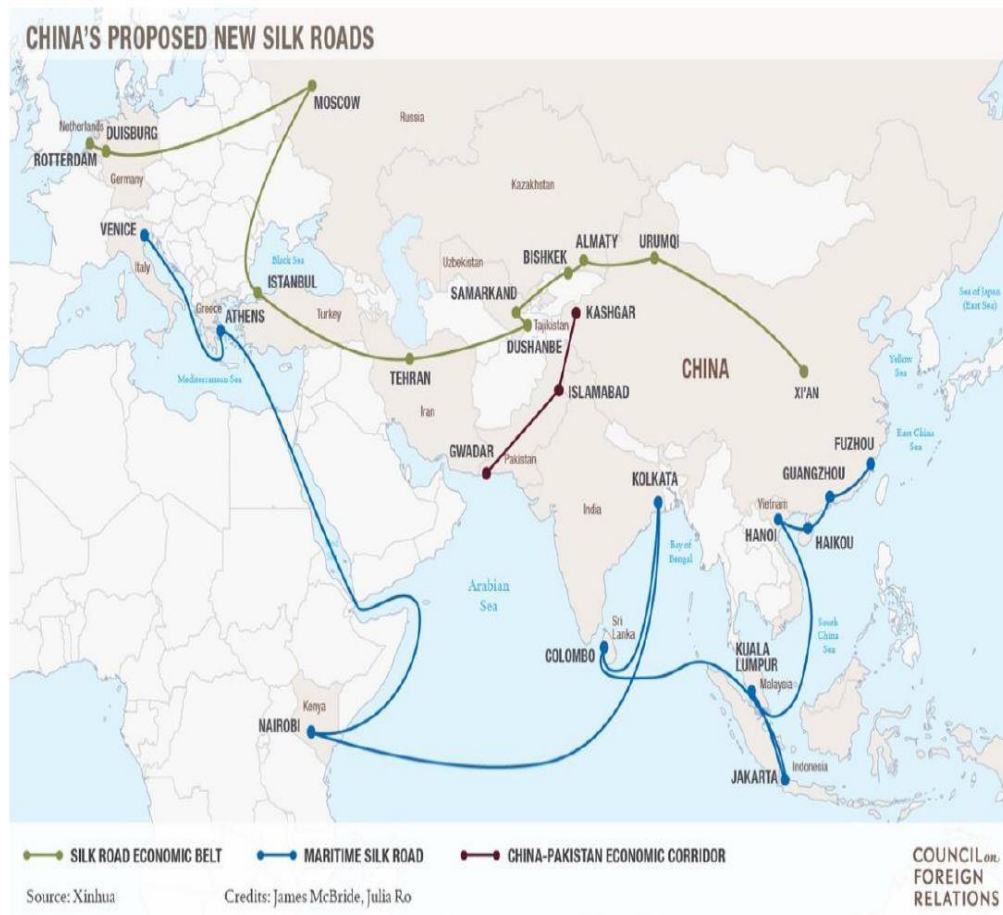 CHINA'S PROPOSED NEW SILK ROADS
MOSCOW
Russia
Netherlands
DUISBURG
ROTTERDAM
Germany
Kazakhstan
VENICE
Italy
Black Sea
ISTANBUL
Greece
ATHENS
Turkey
Mediterranean Sea
Uzbekistan
BISHKEK
ALMATY
URUMQI
SAMARKAND
Tajikistan
DUSHANBE
KASHGAR
TEHRAN
Iran
CHINA
XI'AN
Sea of Japan
(East Sea)
Yellow
Sea
East China
Sea
ISLAMABAD
GWADAR
Pakistan
KOLKATA
India
FUZHOU
GUANGZHOU
Vietnam
HANOI
HAIKOU
Bay of
Bengal
Arabian
Sea
Sri
Lanka
COLOMBO
South
China
Sea
KUALA
LUMPUR
Malaysia
Kenya
NAIROBI
JAKARTA
Indonesia
SILK ROAD ECONOMIC BELT
MARITIME SILK ROAD
CHINA-PAKISTAN ECONOMIC CORRIDOR
Source: Xinhua
Credits: James McBride, Julia Ro
COUNCIL on
FOREIGN
RELATIONS